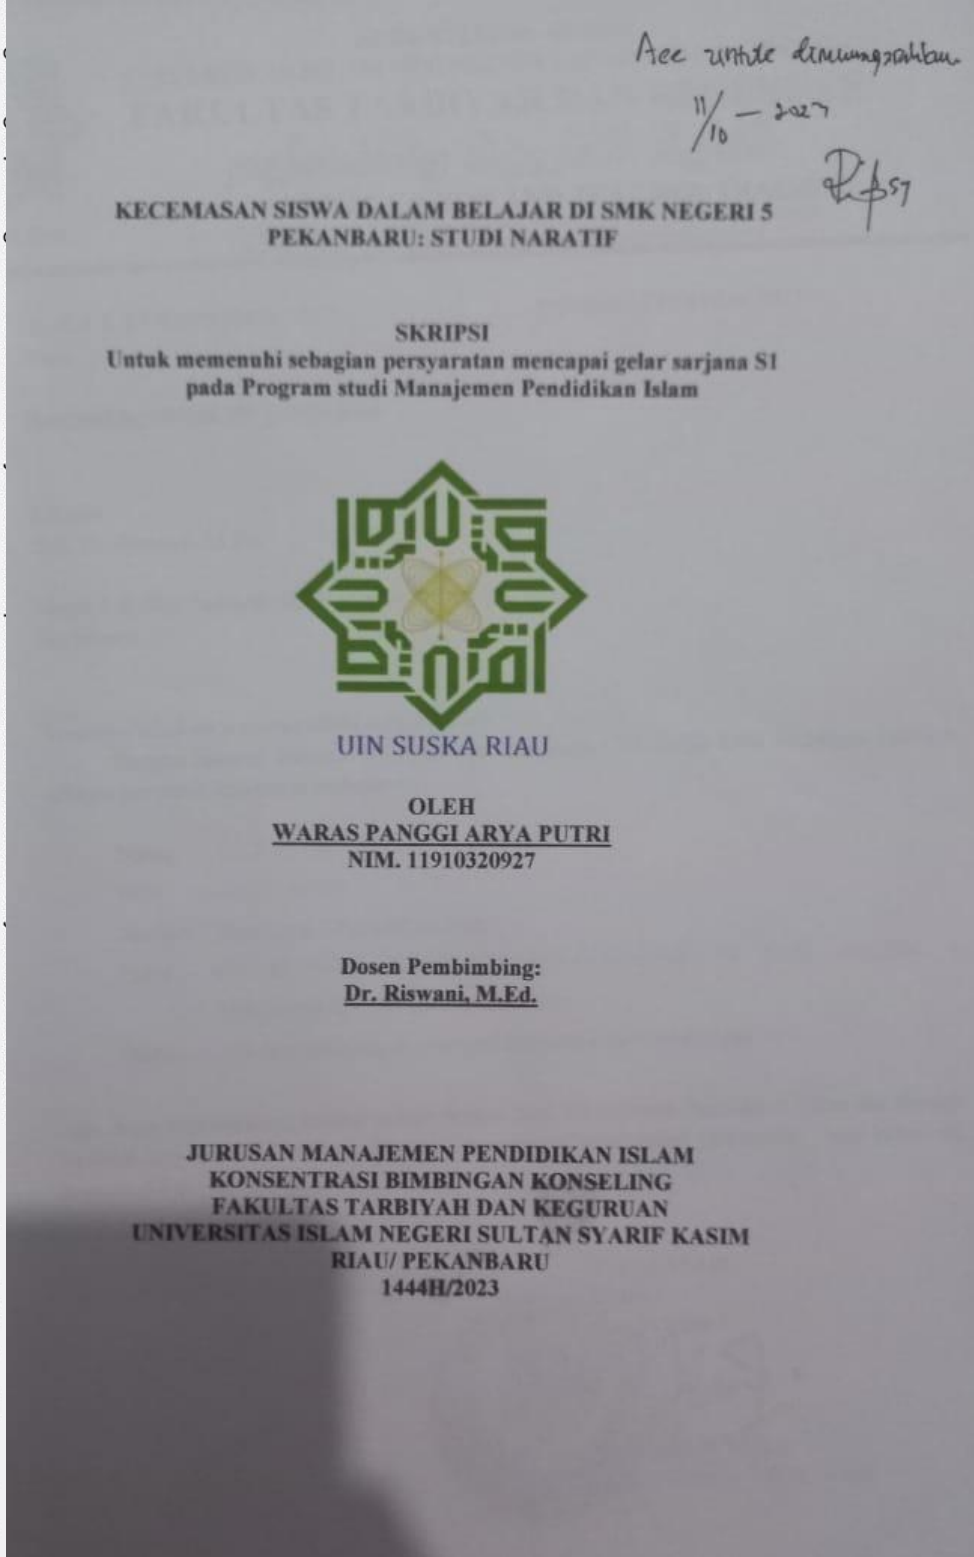 Acc untuk dimunaqasahkan
11/10 - 2023
KECEMASAN SISWA DALAM BELAJAR DI SMK NEGERI 5
PEKANBARU: STUDI NARATIF
SKRIPSI
Untuk memenuhi sebagian persyaratan mencapai gelar sarjana S1
pada Program studi Manajemen Pendidikan Islam
UIN SUSKA RIAU
OLEH
WARAS PANGGI ARYA PUTRI
NIM. 11910320927
Dosen Pembimbing:
Dr. Riswani, M.Ed.
JURUSAN MANAJEMEN PENDIDIKAN ISLAM
KONSENTRASI BIMBINGAN KONSELING
FAKULTAS TARBIYAH DAN KEGURUAN
UNIVERSITAS ISLAM NEGERI SULTAN SYARIF KASIM
RIAU/ PEKANBARU
1444H/2023